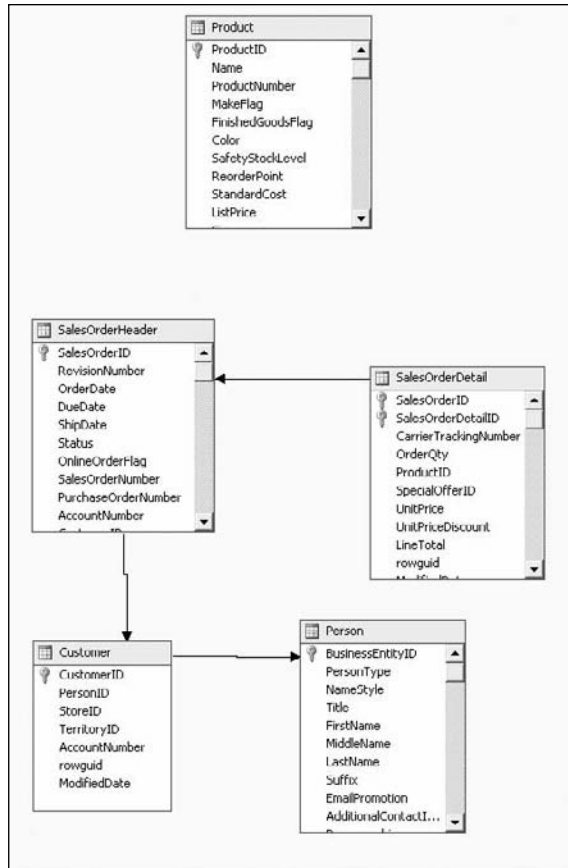 Product
ProductID
Name
ProductNumber
MakeFlag
FinishedGoodsFlag
Color
SafetyStockLevel
ReorderPoint
StandardCost
ListPrice
SalesOrderHeader
SalesOrderID
RevisionNumber
OrderDate
DueDate
ShipDate
Status
OnlineOrderFlag
SalesOrderNumber
PurchaseOrderNumber
AccountNumber
SalesOrderDetail
SalesOrderID
SalesOrderDetailID
CarrierTrackingNumber
OrderQty
ProductID
SpecialOfferID
UnitPrice
UnitPriceDiscount
LineTotal
rowguid
Customer
CustomerID
PersonID
StoreID
TerritoryID
AccountNumber
rowguid
ModifiedDate
Person
BusinessEntityID
PersonType
NameStyle
Title
FirstName
MiddleName
LastName
Suffix
EmailPromotion
AdditionalContactI...